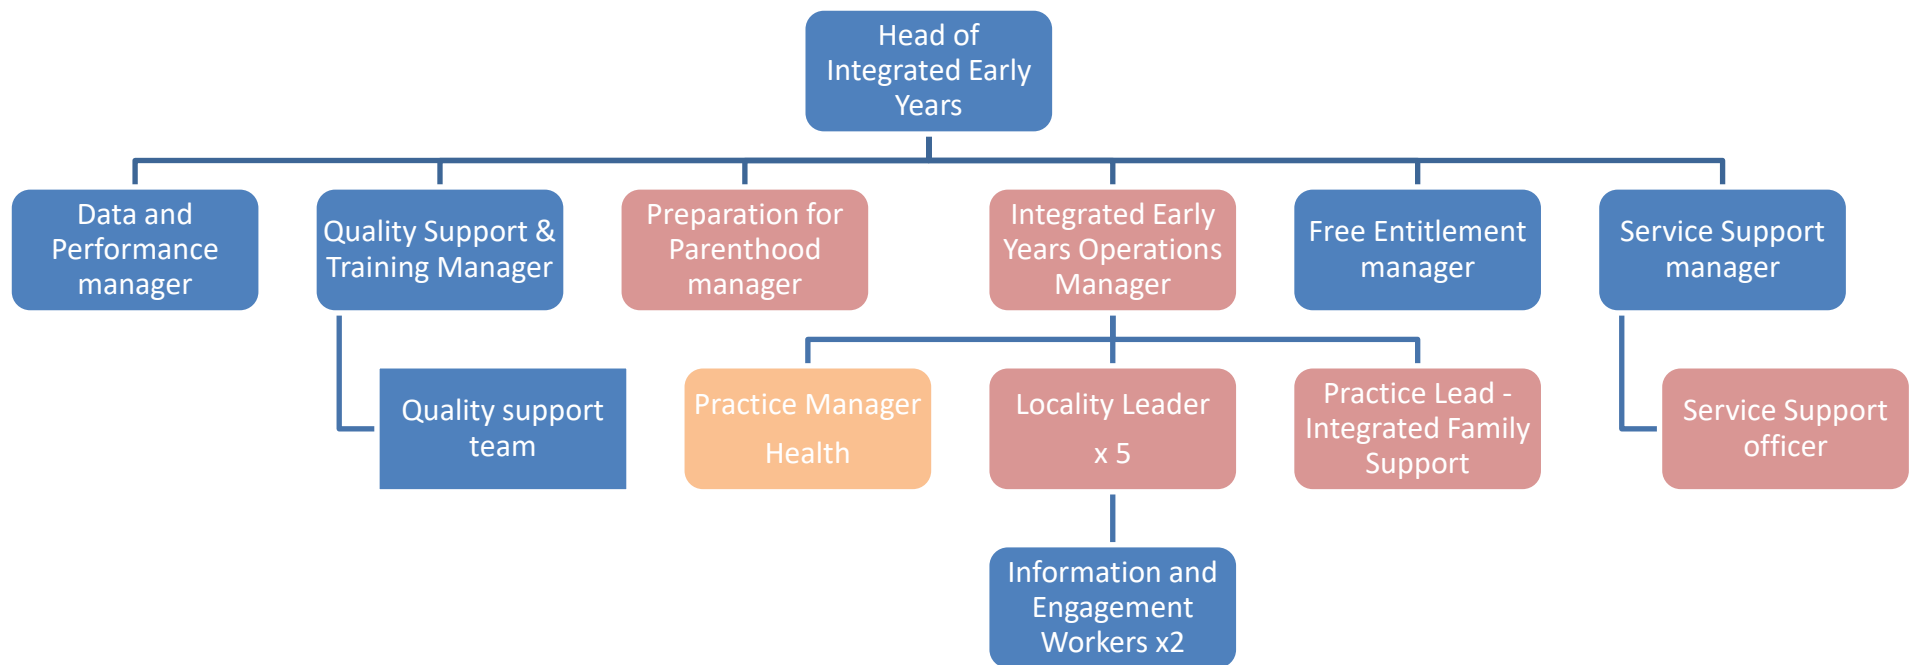 Head of
Integrated Early
Years
Data and
Performance
manager
Quality Support &
Training Manager
Preparation for
Parenthood
manager
Integrated Early
Years Operations
Manager
Free Entitlement
manager
Service Support
manager
Quality support
team
Practice Manager
Health
Locality Leader
x 5
Practice Lead -
Integrated Family
Support
Service Support
officer
Information and
Engagement
Workers x2